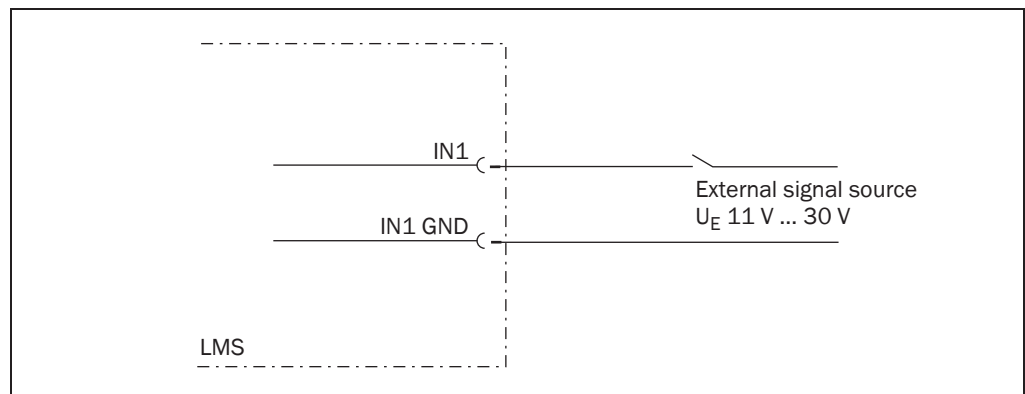 IN1
External signal source
U_E 11 V ... 30 V
IN1 GND
LMS